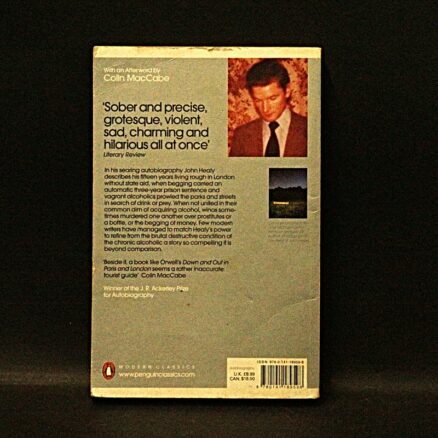 With an Afterword by
Colin MacCabe
'Sober and precise,
grotesque, violent,
sad, charming and
hilarious all at once'
Literary Review
In his searing autobiography John Healy
describes his fifteen years living rough in London
without state aid, when begging carried an
automatic three-year prison sentence and
vagrant alcoholics prowled the parks and streets
in search of drink or prey. When not united in their
common aim of acquiring alcohol, winos some-
times murdered one another over prostitutes or
a bottle, or the begging of money. Few modern
writers have managed to match Healy's power
to refine from the brutal destructive condition of
the chronic alcoholic a story so compelling it is
beyond comparison.
'Beside it, a book like Orwell's Down and Out in
Paris and London seems a rather inaccurate
tourist guide' Colin MacCabe
Winner of the J. R. Ackerley Prize
for Autobiography
MODERN CLASSICS
www.penguinclassics.com
Autobiography
U.K. £8.99
CAN. $18.50